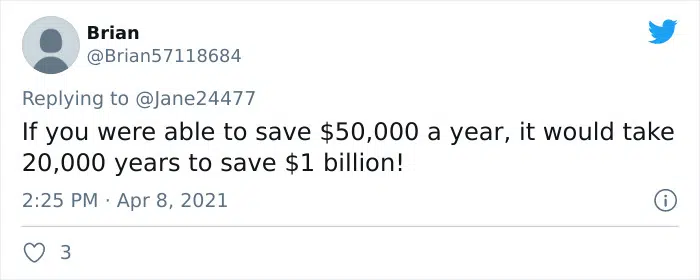 Brian
@Brian57118684
Replying to @Jane24477
If you were able to save $50,000 a year, it would take
20,000 years to save $1 billion!
2:25 PM · Apr 8, 2021
3